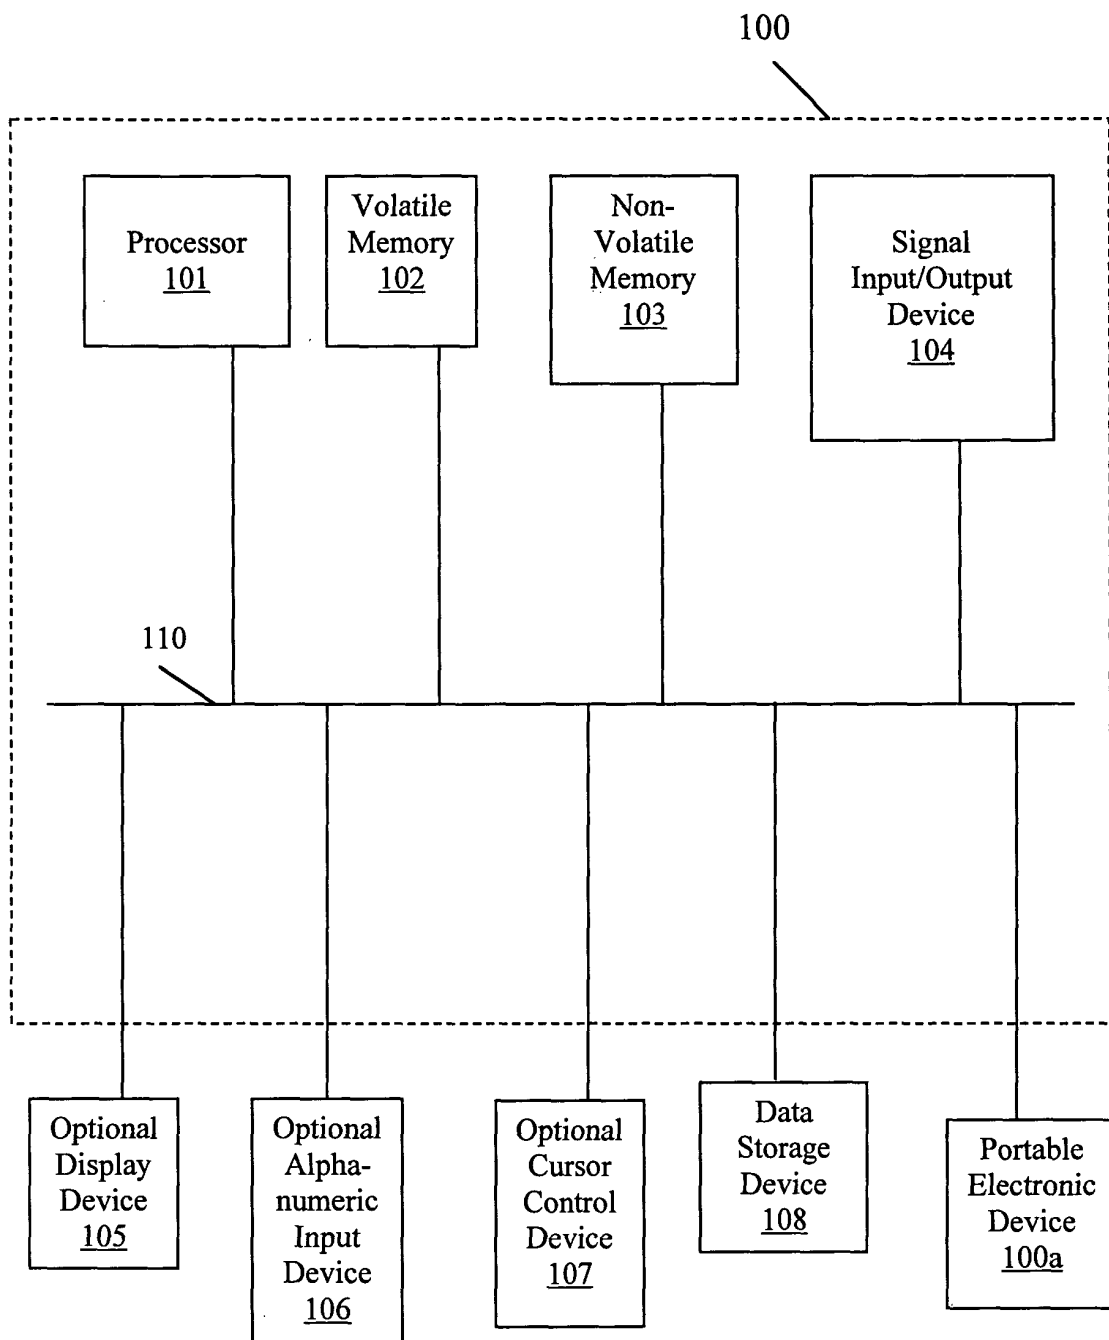 100
Processor
101
Volatile
Memory
102
Non-
Volatile
Memory
103
Signal
Input/Output
Device
104
110
Optional
Display
Device
105
Optional
Alpha-
numeric
Input
Device
106
Optional
Cursor
Control
Device
107
Data
Storage
Device
108
Portable
Electronic
Device
100a